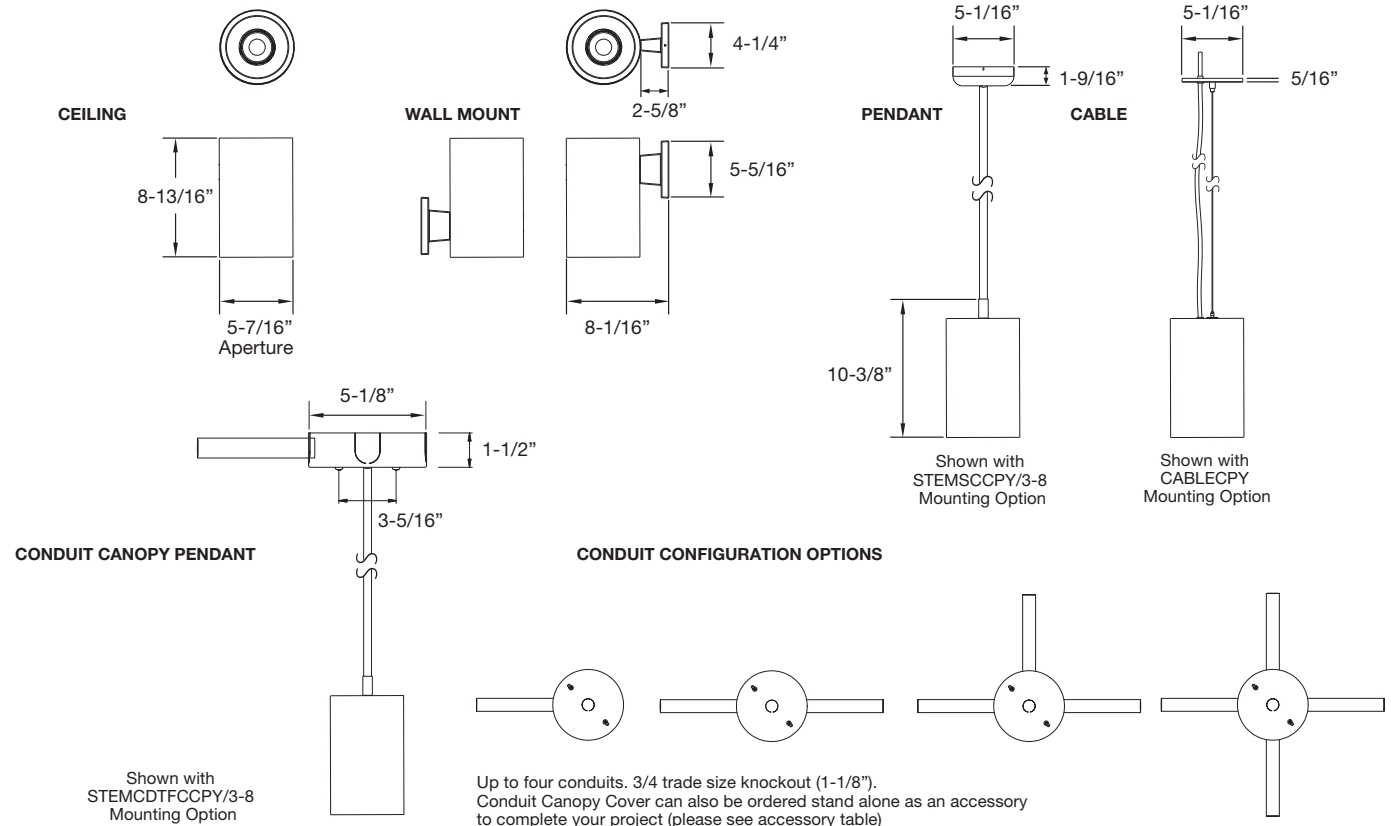 CEILING
8-13/16”
5-7/16”
Aperture
WALL MOUNT
4-1/4”
2-5/8”
5-5/16”
8-1/16”
PENDANT
5-1/16”
1-9/16”
10-3/8”
Shown with
STEMSCCPY/3-8
Mounting Option
CABLE
5-1/16”
5/16”
Shown with
CABLECPY
Mounting Option
CONDUIT CANOPY PENDANT
5-1/8”
1-1/2”
3-5/16”
Shown with
STEMCDTFCCPY/3-8
Mounting Option
CONDUIT CONFIGURATION OPTIONS
Up to four conduits. 3/4 trade size knockout (1-1/8”).
Conduit Canopy Cover can also be ordered stand alone as an accessory
to complete your project (please see accessory table)